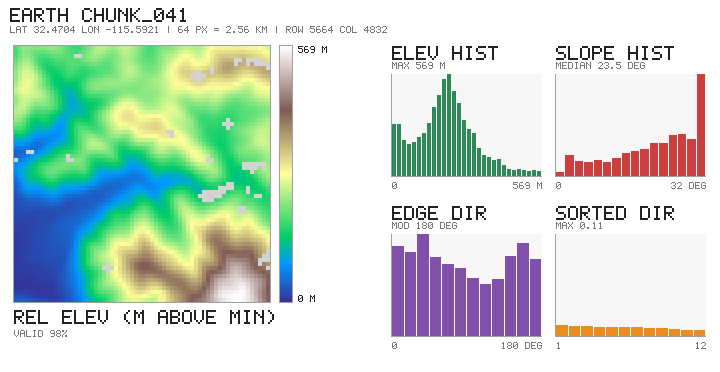 EARTH CHUNK_041
LAT 32.4704 LON -115.5921 | 64 PX = 2.56 KM | ROW 5664 COL 4832
569 M
0 M
REL ELEV (M ABOVE MIN)
VALID 98%
ELEV HIST
MAX 569 M
0 569 M
SLOPE HIST
MEDIAN 23.5 DEG
0 32 DEG
EDGE DIR
MOD 180 DEG
0 180 DEG
SORTED DIR
MAX 0.11
1 12